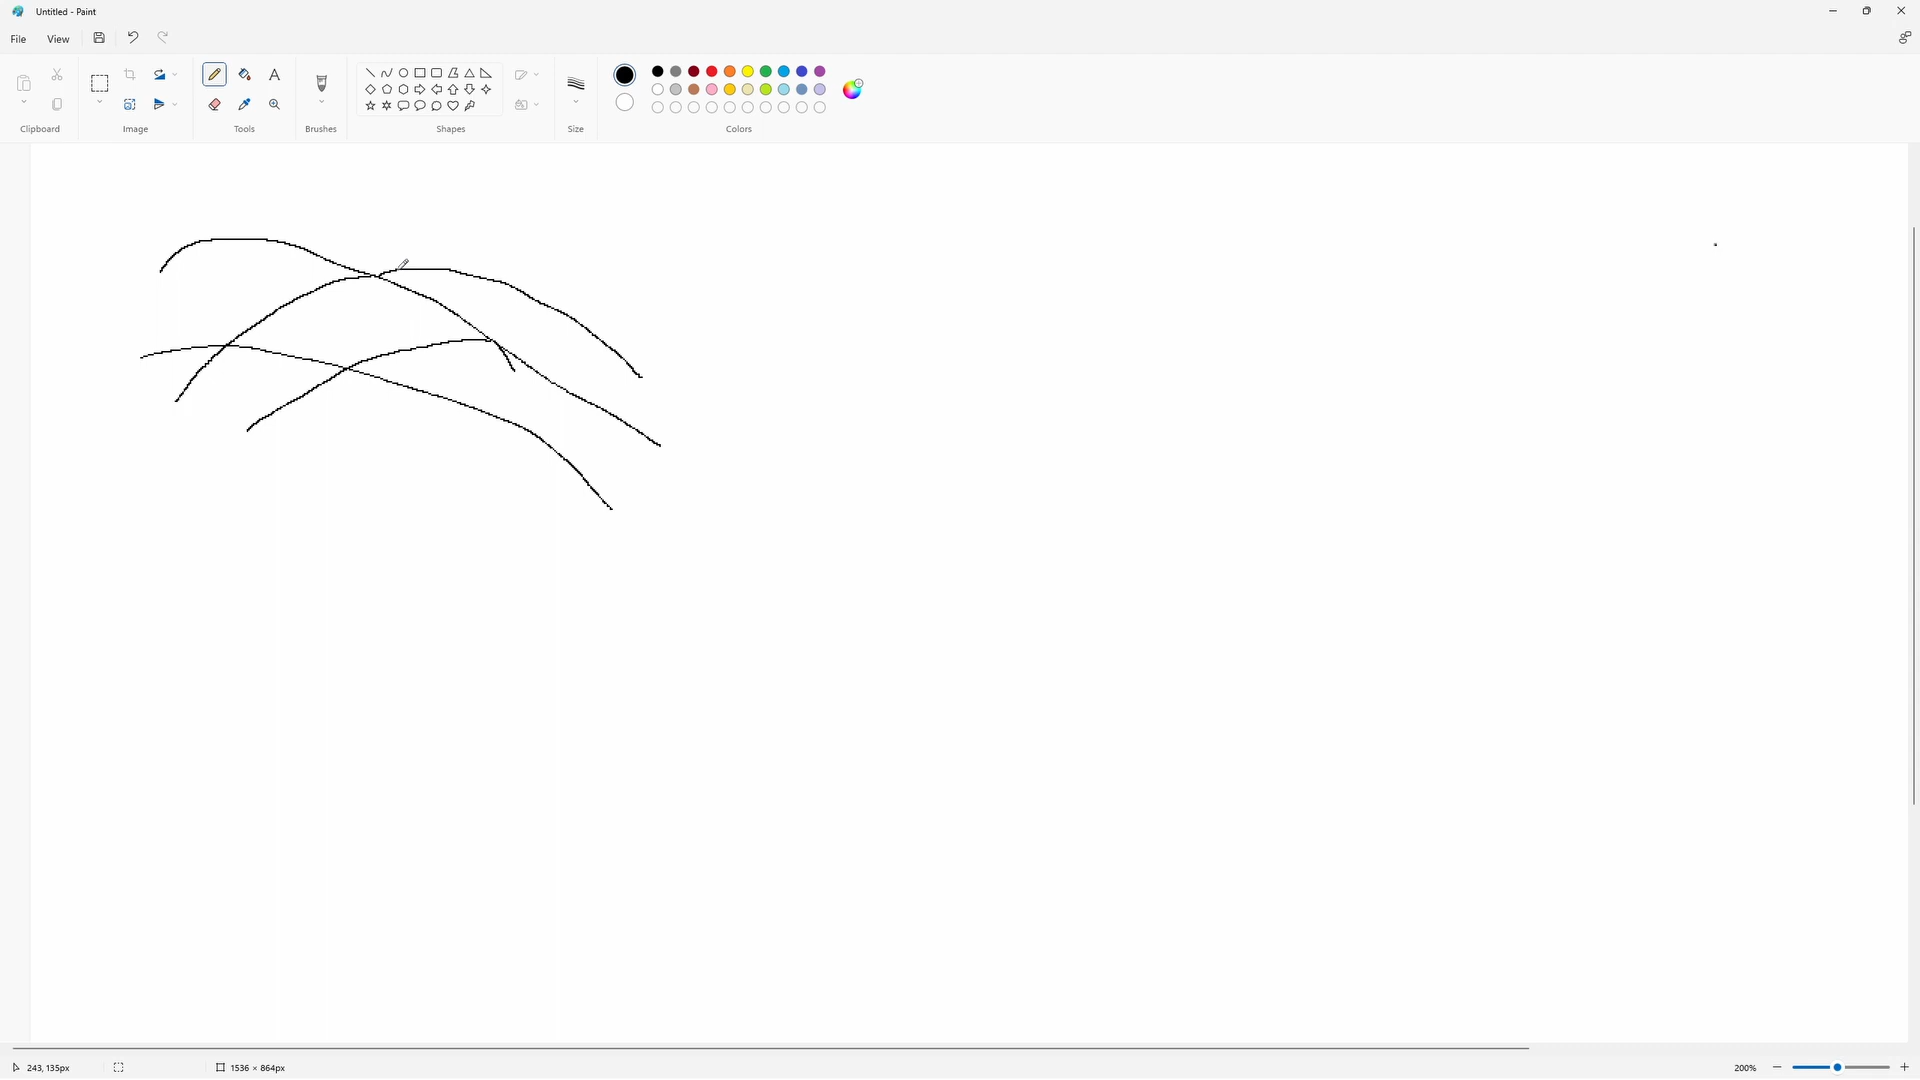 Untitled - Paint
File View
Clipboard Image Tools Brushes Shapes Size Colors
243, 135px 1536 × 864px 200%